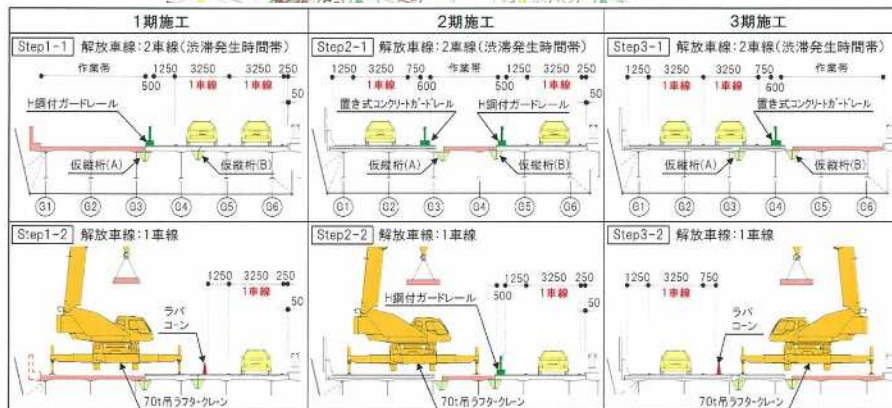 1期施工
2期施工
3期施工
Step1-1 解放車線:2車線(渋滞発生時間帯)
作業帯 1250 3250 3250 250
500 1車線 1車線
50
H鋼付ガードレール
仮縦桁(A)
仮縦桁(B)
G1 G2 G3 G4 G5 G6
Step2-1 解放車線:2車線(渋滞発生時間帯)
1250 3250 750 作業帯 1250 3250 250
1車線 600 500 1車線
50
置き式コンクリートガードレール
H鋼付ガードレール
仮縦桁(A)
仮縦桁(B)
G1 G2 G3 G4 G5 G6
Step3-1 解放車線:2車線(渋滞発生時間帯)
1250 3250 3250 750 作業帯
1車線 1車線 600
置き式コンクリートガードレール
仮縦桁(A)
仮縦桁(B)
G1 G2 G3 G4 G5 G6
Step1-2 解放車線:1車線
1250 3250 250
1車線
50
ラバ
コーン
70t吊ラフタークレーン
Step2-2 解放車線:1車線
1250 3250 250
500 1車線
50
H鋼付ガードレール
70t吊ラフタークレーン
Step3-2 解放車線:1車線
1250 3250 750
1車線
ラバ
コーン
70t吊ラフタークレーン